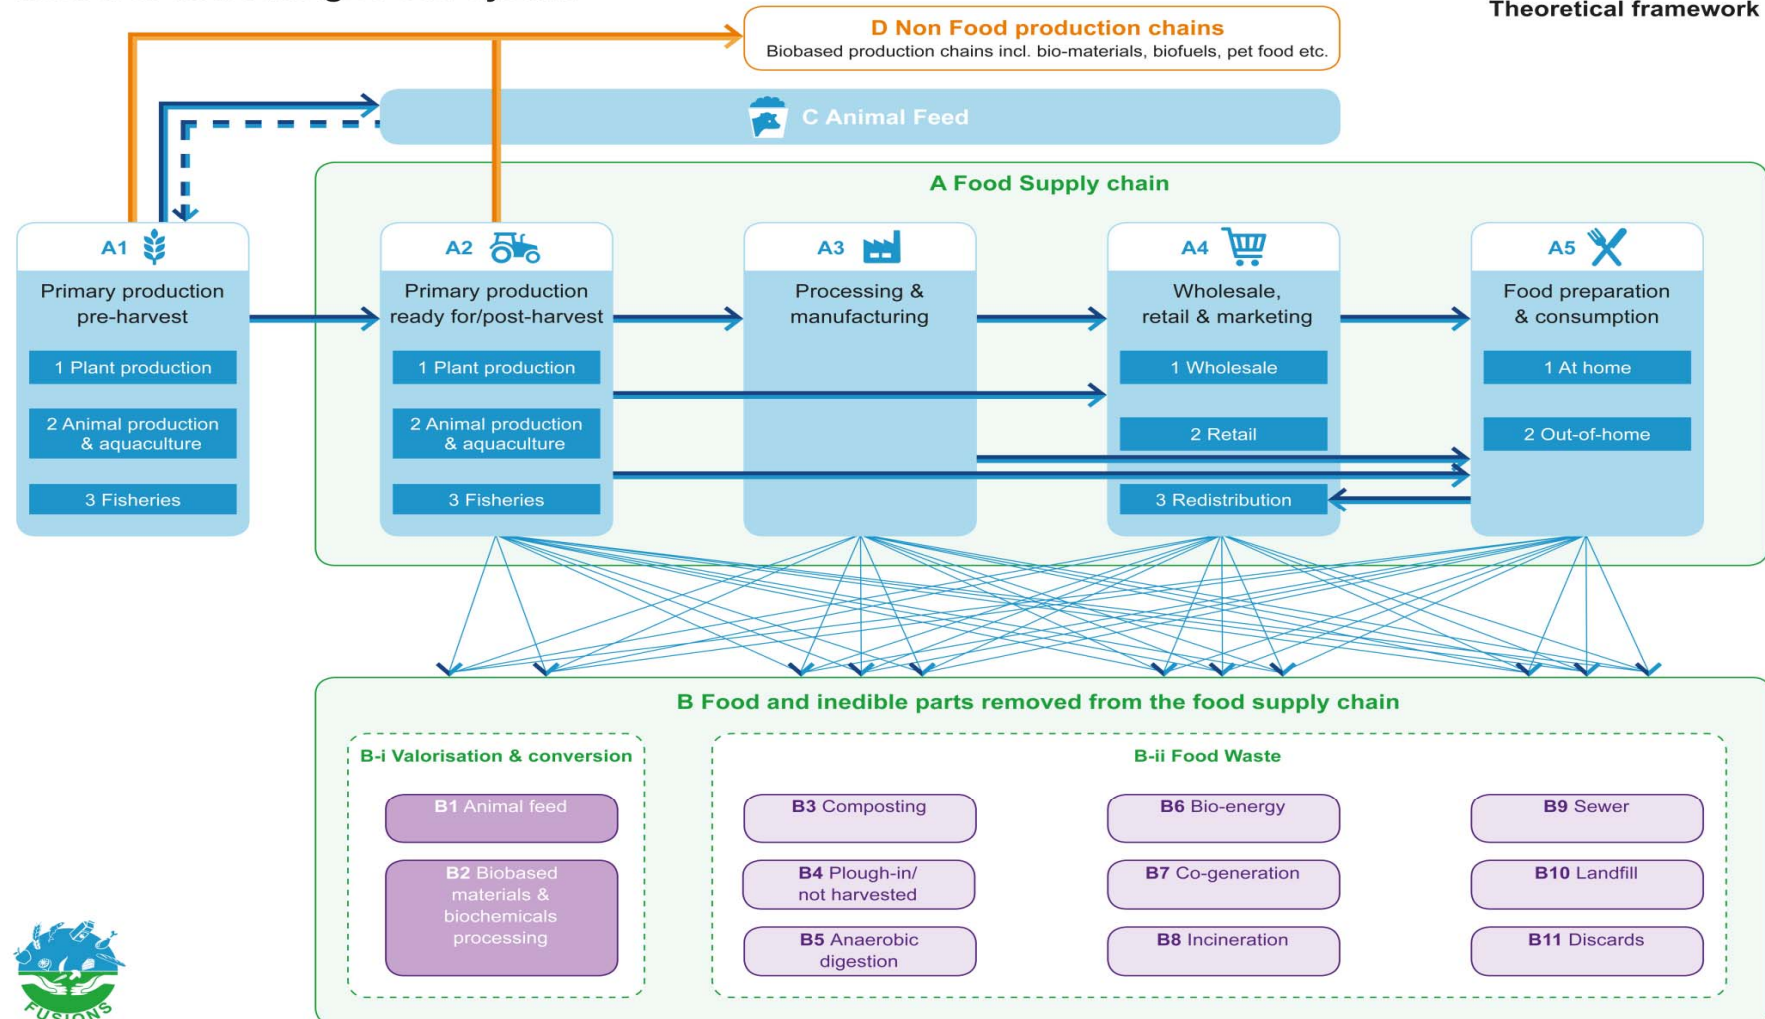 Theoretical framework
D Non Food production chains
Biobased production chains incl. bio-materials, biofuels, pet food etc.
C Animal Feed
A Food Supply chain
A1
Primary production
pre-harvest
1 Plant production
2 Animal production
& aquaculture
3 Fisheries
A2
Primary production
ready for/post-harvest
1 Plant production
2 Animal production
& aquaculture
3 Fisheries
A3
Processing &
manufacturing
A4
Wholesale,
retail & marketing
1 Wholesale
2 Retail
3 Redistribution
A5
Food preparation
& consumption
1 At home
2 Out-of-home
B Food and inedible parts removed from the food supply chain
B-i Valorisation & conversion
B1 Animal feed
B2 Biobased
materials &
biochemicals
processing
B-ii Food Waste
B3 Composting
B4 Plough-in/
not harvested
B5 Anaerobic
digestion
B6 Bio-energy
B7 Co-generation
B8 Incineration
B9 Sewer
B10 Landfill
B11 Discards
FUSIONS